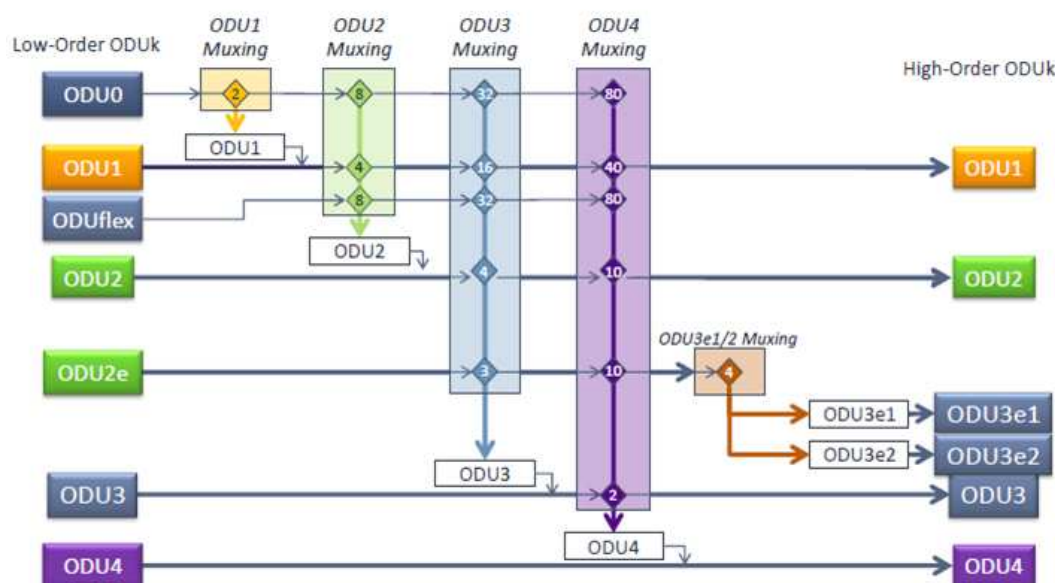 Low-Order ODUk
ODU1
Muxing
ODU2
Muxing
ODU3
Muxing
ODU4
Muxing
High-Order ODUk
ODU0
2
8
32
80
ODU1
ODU1
4
16
40
ODU1
ODUflex
8
32
80
ODU2
ODU2
4
10
ODU2
ODU3e1/2 Muxing
ODU2e
3
10
4
ODU3e1
ODU3e1
ODU3e2
ODU3e2
ODU3
ODU3
2
ODU3
ODU4
ODU4
ODU4